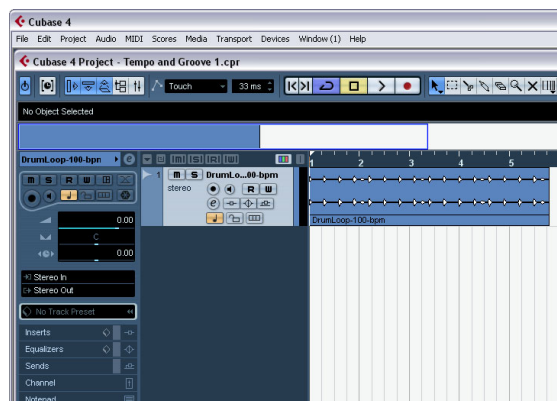 Cubase 4
File Edit Project Audio MIDI Scores Media Transport Devices Window (1) Help
Cubase 4 Project - Tempo and Groove 1.cpr
Touch 33 ms
No Object Selected
DrumLoop-100-bpm e M S R W 1 2 3 4 5
M S R W 1 M S DrumLo...00-bpm
stereo R W
e
0.00
C
0.00
DrumLoop-100-bpm
Stereo In
Stereo Out
No Track Preset
Inserts
Equalizers
Sends
Channel
Notepad